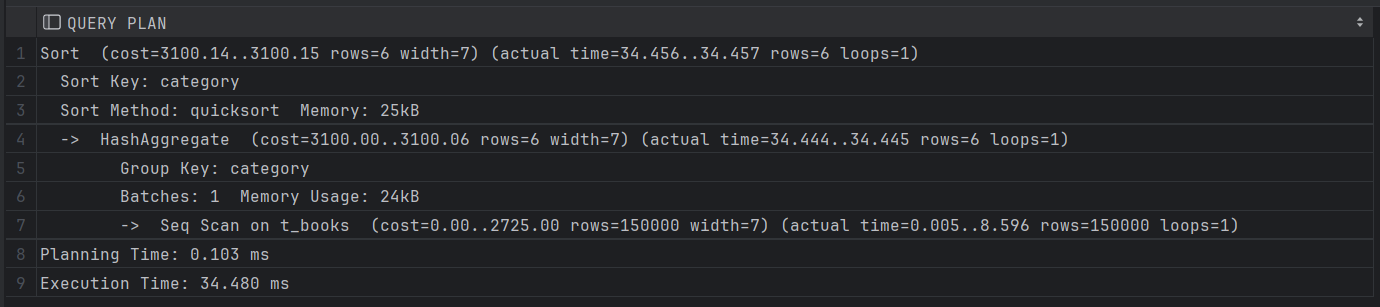 QUERY PLAN
1 Sort  (cost=3100.14..3100.15 rows=6 width=7) (actual time=34.456..34.457 rows=6 loops=1)
2   Sort Key: category
3   Sort Method: quicksort  Memory: 25kB
4   ->  HashAggregate  (cost=3100.00..3100.06 rows=6 width=7) (actual time=34.444..34.445 rows=6 loops=1)
5         Group Key: category
6         Batches: 1  Memory Usage: 24kB
7         ->  Seq Scan on t_books  (cost=0.00..2725.00 rows=150000 width=7) (actual time=0.005..8.596 rows=150000 loops=1)
8 Planning Time: 0.103 ms
9 Execution Time: 34.480 ms